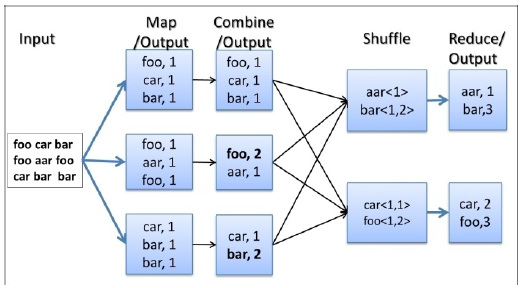 Input
Map
/Output
Combine
/Output
Shuffle
Reduce/
Output
foo car bar
foo aar foo
car bar bar
foo, 1
car, 1
bar, 1
foo, 1
aar, 1
foo, 1
car, 1
bar, 1
bar, 1
foo, 1
car, 1
bar, 1
foo, 2
aar, 1
car, 1
bar, 2
aar<1>
bar<1,2>
car<1,1>
foo<1,2>
aar, 1
bar,3
car, 2
foo,3